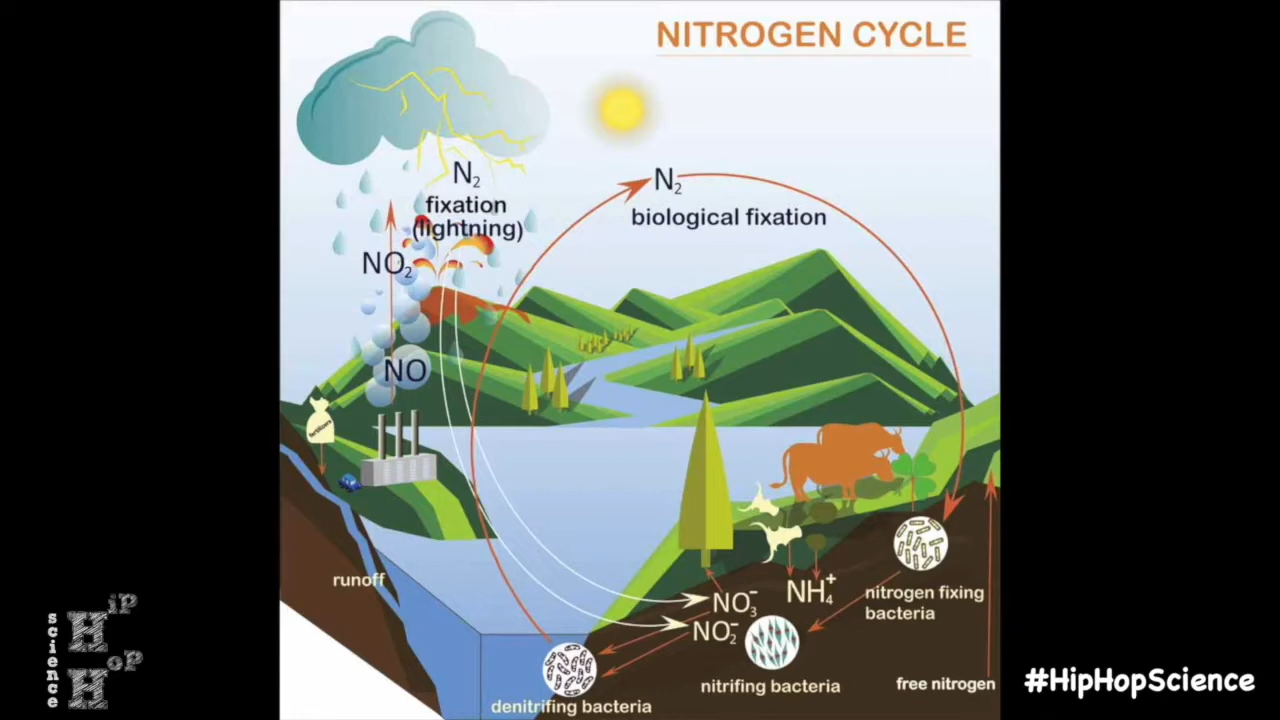 NITROGEN CYCLE
N2
fixation
(lightning)
N2
biological fixation
NO2
NO
fertilizers
runoff
NO3-
NO2-
NH4+
nitrogen fixing
bacteria
nitrifing bacteria
free nitrogen
denitrifing bacteria
science
Hip
Hop
#HipHopScience